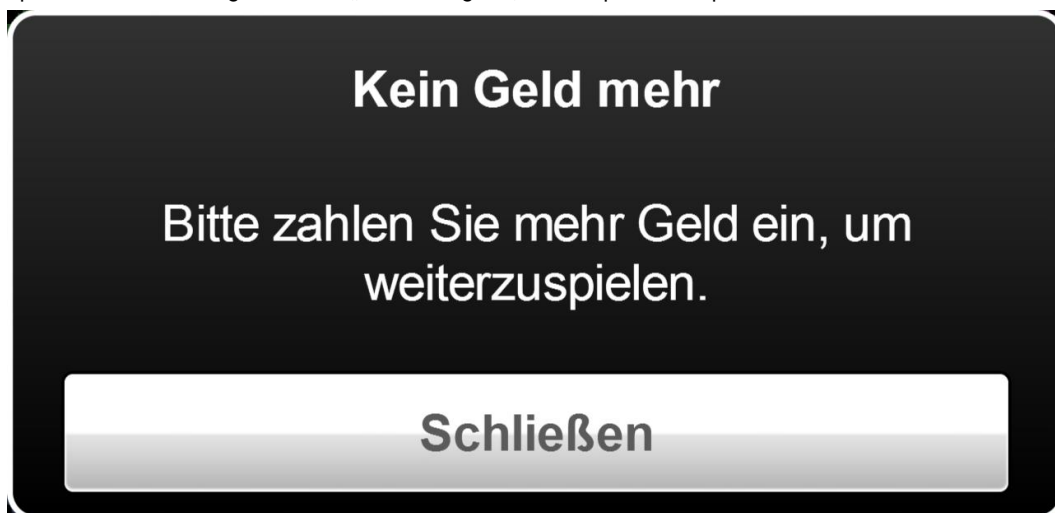 Kein Geld mehr
Bitte zahlen Sie mehr Geld ein, um
weiterzuspielen.
Schließen